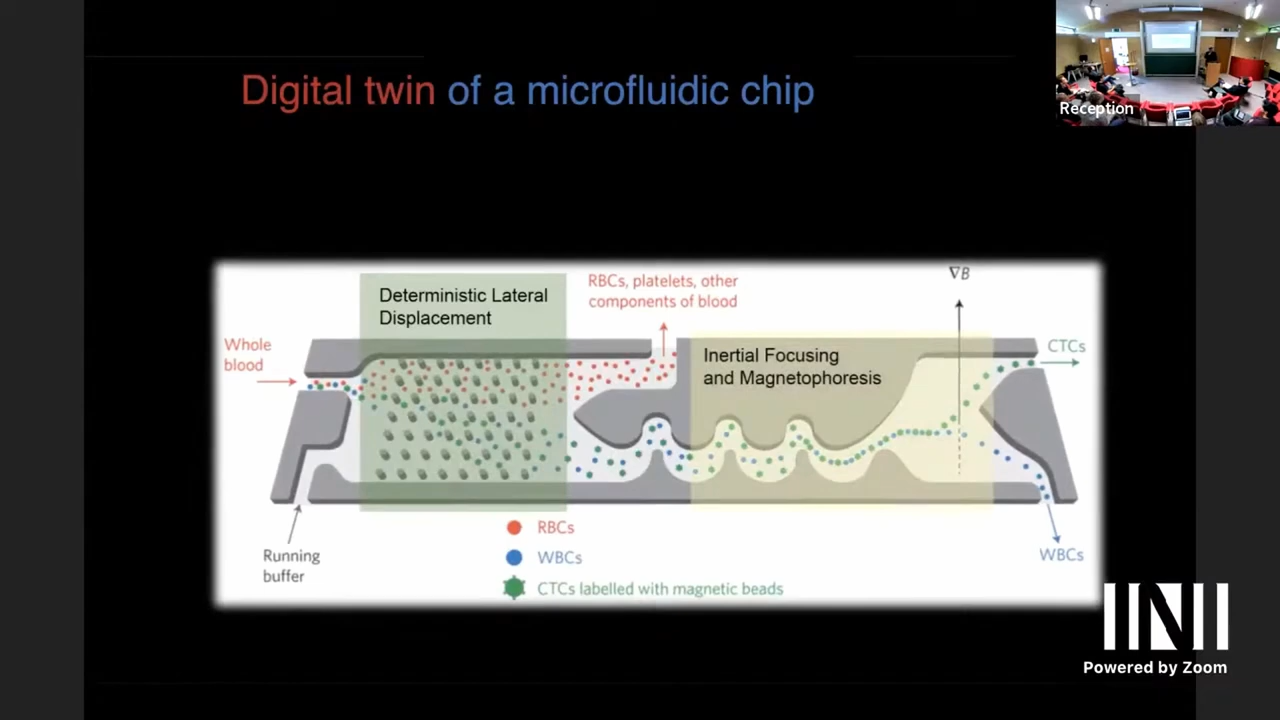 Digital twin of a microfluidic chip
Reception
∇B
RBCs, platelets, other
components of blood
Deterministic Lateral
Displacement
Whole
blood
Inertial Focusing
and Magnetophoresis
CTCs
Running
buffer
RBCs
WBCs
CTCs labelled with magnetic beads
WBCs
INI
Powered by Zoom